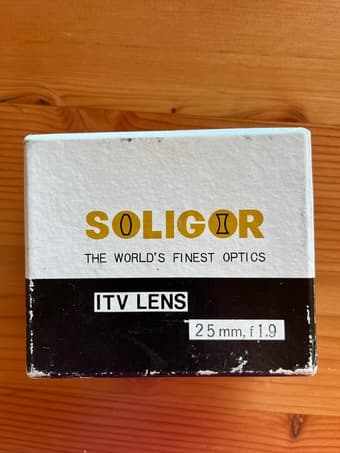 SOLIGOR
THE WORLD'S FINEST OPTICS
ITV LENS
25mm, f1.9